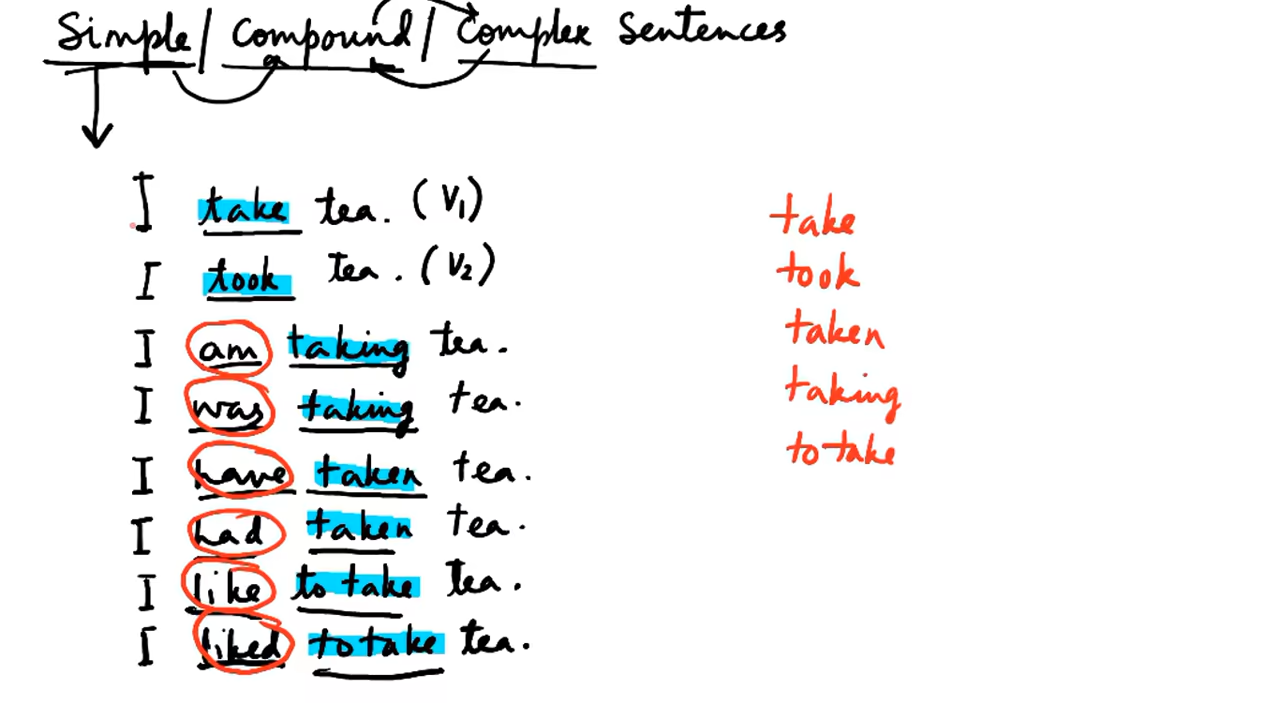 Simple / Compound / Complex Sentences
I take tea. (V1)
I took tea. (V2)
I am taking tea.
I was taking tea.
I have taken tea.
I had taken tea.
I like to take tea.
I liked to take tea.
take
took
taken
taking
to take